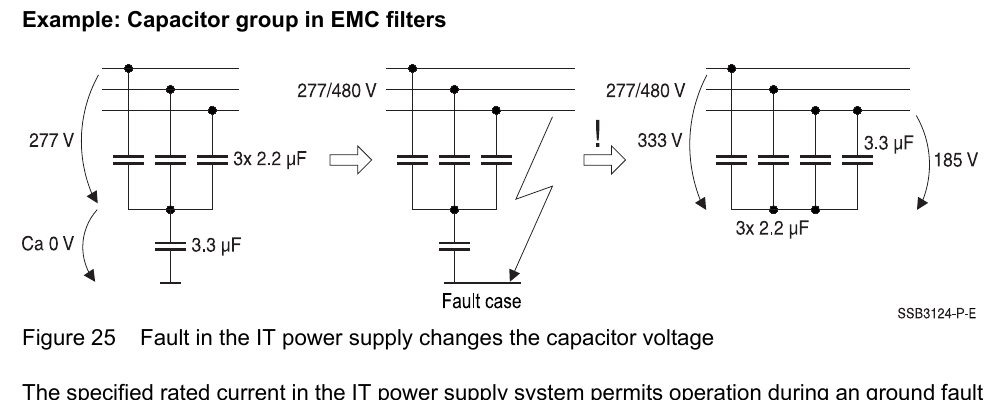 Example: Capacitor group in EMC filters
277 V
3x 2.2 µF
Ca 0 V
3.3 µF
277/480 V
Fault case
!
277/480 V
333 V
3.3 µF
185 V
3x 2.2 µF
SSB3124-P-E
Figure 25 Fault in the IT power supply changes the capacitor voltage
The specified rated current in the IT power supply system permits operation during an ground fault